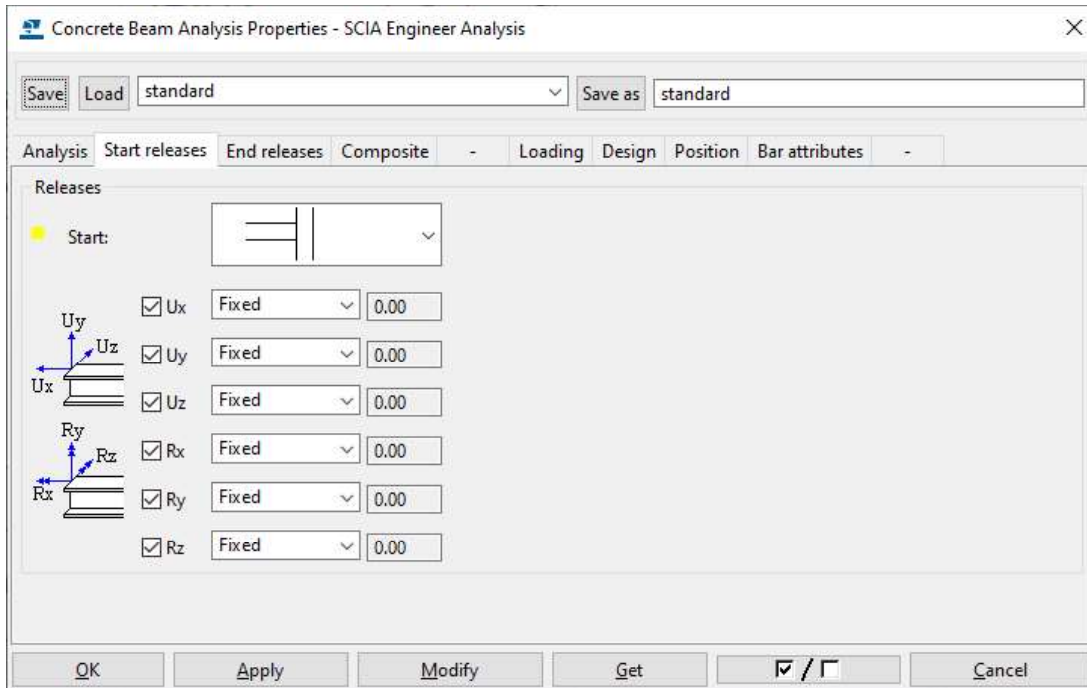 Concrete Beam Analysis Properties - SCIA Engineer Analysis
Save Load standard Save as standard
Analysis Start releases End releases Composite - Loading Design Position Bar attributes -
Releases
Start:
Ux Fixed 0.00
Uy
Uz
Ux
Uy Fixed 0.00
Uz Fixed 0.00
Ry
Rz
Rx
Rx Fixed 0.00
Ry Fixed 0.00
Rz Fixed 0.00
OK Apply Modify Get / Cancel